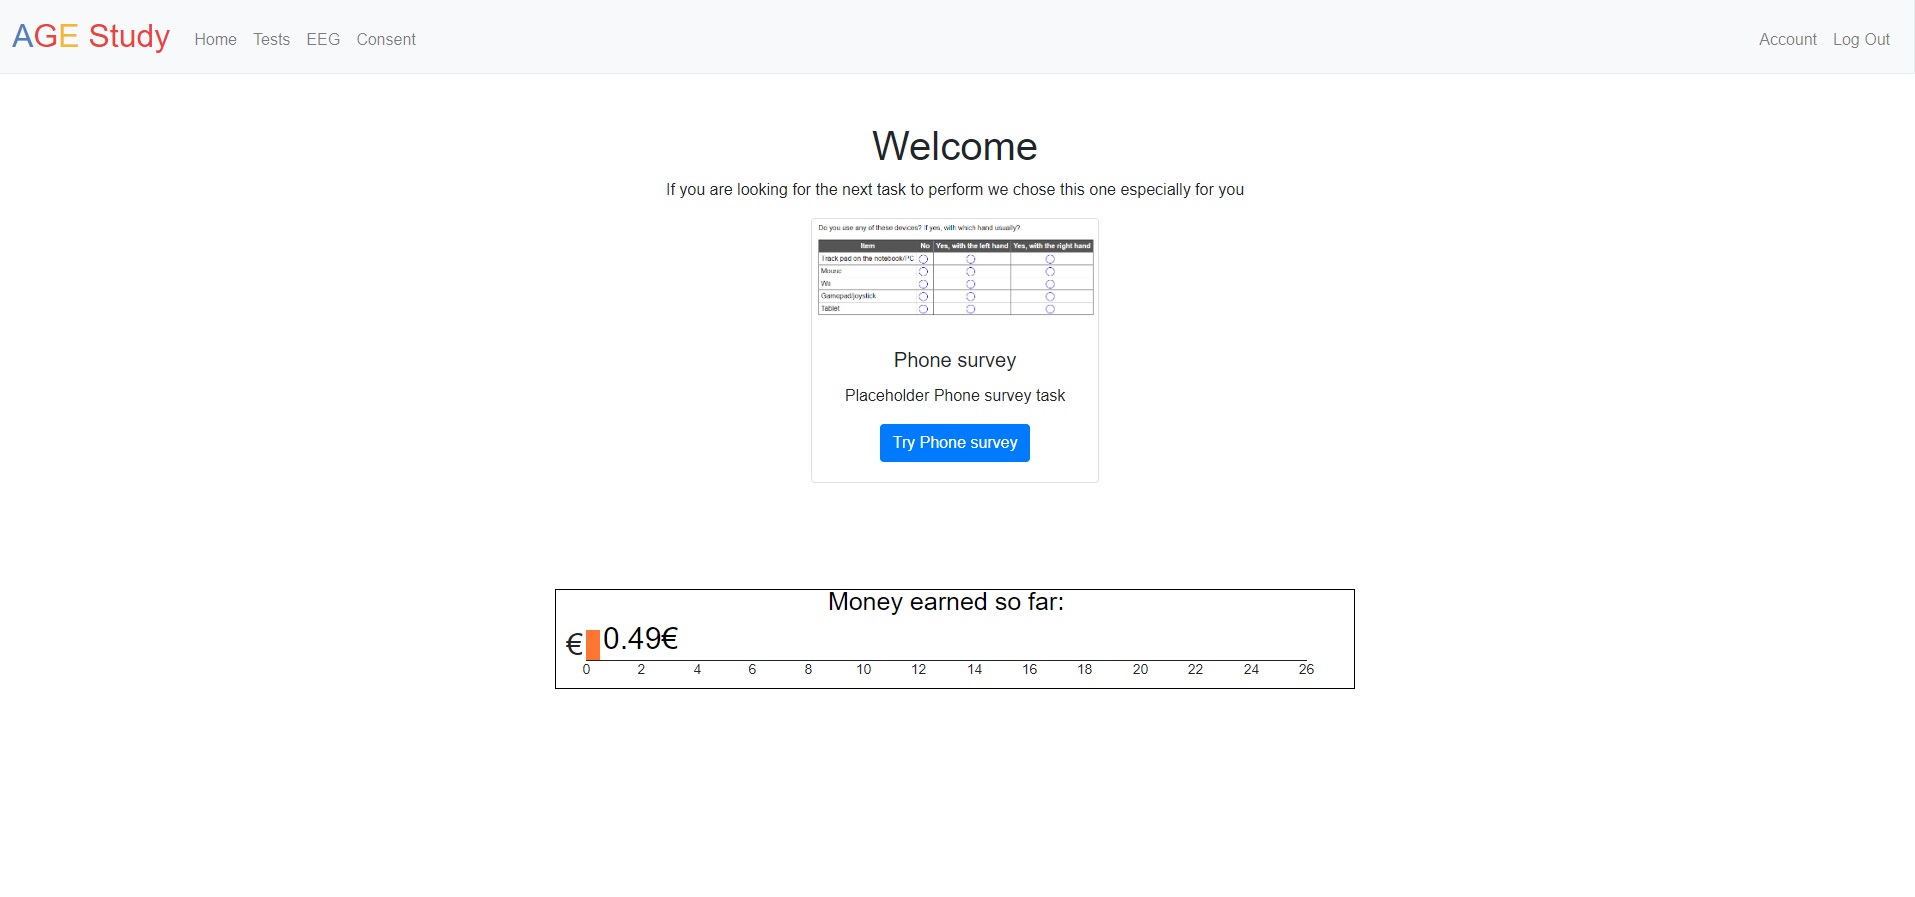 AGE Study Home Tests EEG Consent Account Log Out
Welcome
If you are looking for the next task to perform we chose this one especially for you
Do you use any of these devices? If yes, with which hand usually?
Item No Yes, with the left hand Yes, with the right hand
Track pad on the notebook/PC
Mouse
Wii
Gamepad/joystick
Tablet
Phone survey
Placeholder Phone survey task
Try Phone survey
Money earned so far:
€ 0.49€
0 2 4 6 8 10 12 14 16 18 20 22 24 26